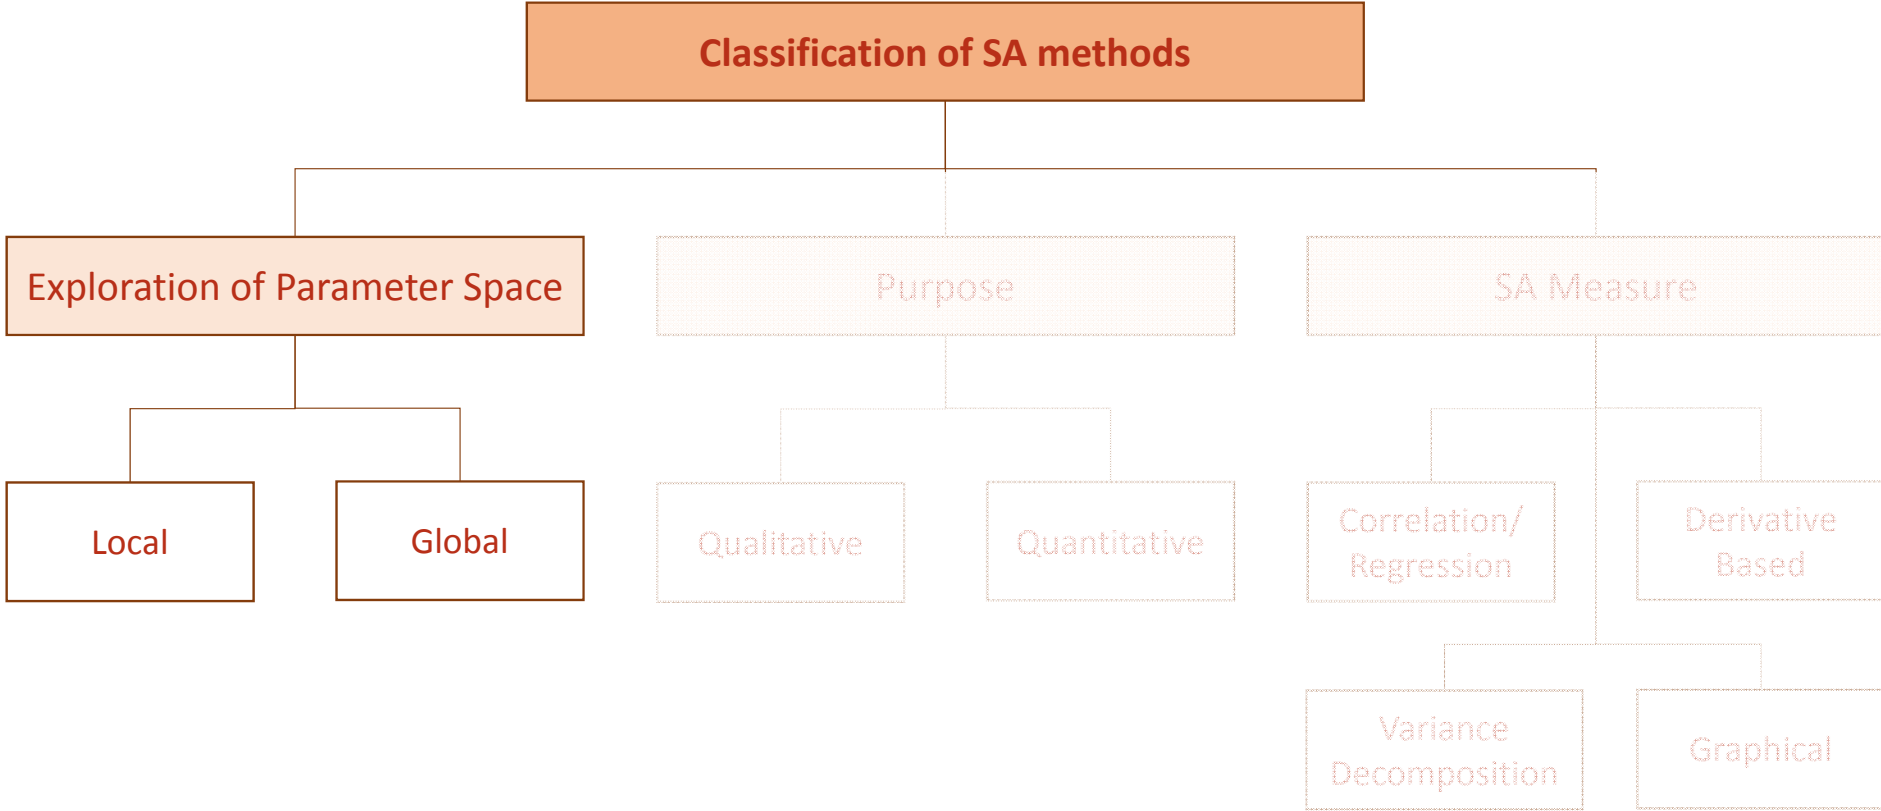 Classification of SA methods
Exploration of Parameter Space
Purpose
SA Measure
Local
Global
Qualitative
Quantitative
Correlation/
Regression
Derivative
Based
Variance
Decomposition
Graphical